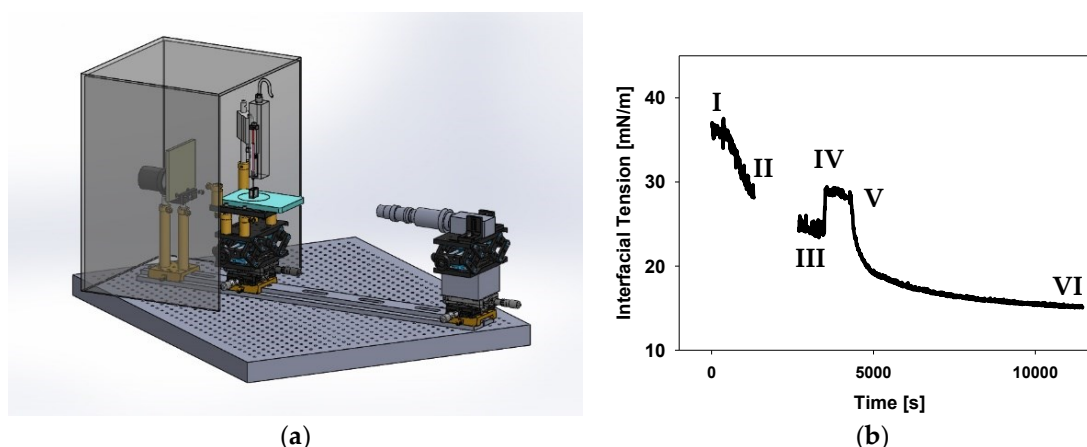 I
II
III
IV
V
VI
40
30
20
10
Interfacial Tension [mN/m]
0
5000
10000
Time [s]
(a)
(b)